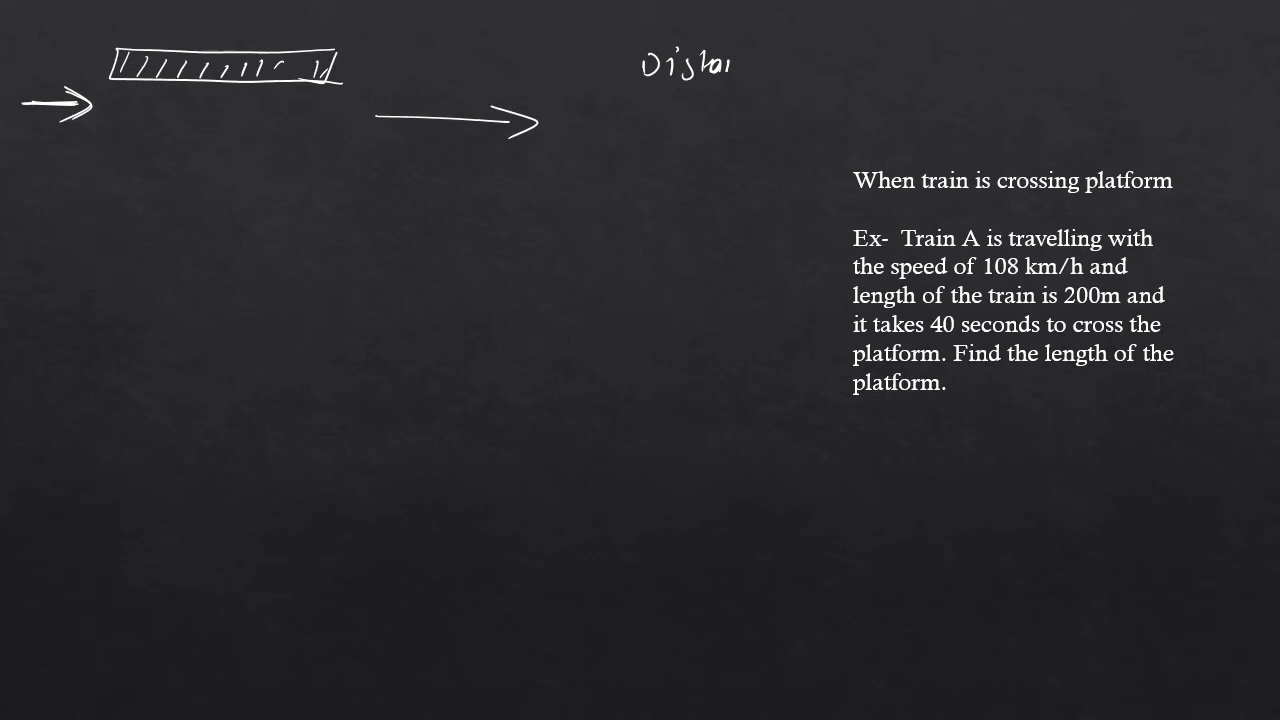 Distan
When train is crossing platform
Ex- Train A is travelling with
the speed of 108 km/h and
length of the train is 200m and
it takes 40 seconds to cross the
platform. Find the length of the
platform.